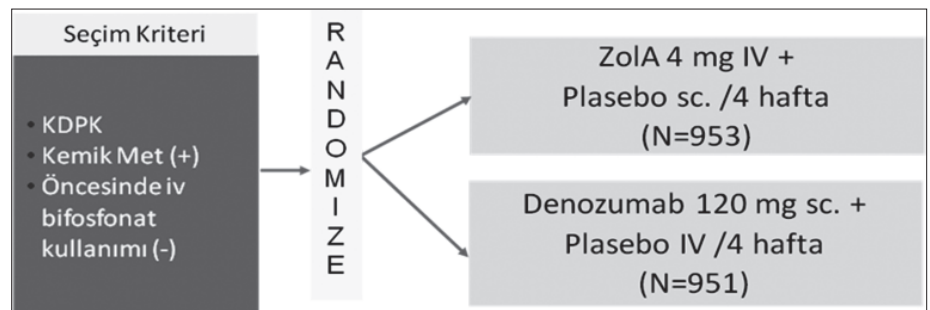 Seçim Kriteri
• KDPK
• Kemik Met (+)
• Öncesinde iv
bifosfonat
kullanımı (-)
RANDOMIZE
ZolA 4 mg IV +
Plasebo sc. /4 hafta
(N=953)
Denozumab 120 mg sc. +
Plasebo IV /4 hafta
(N=951)